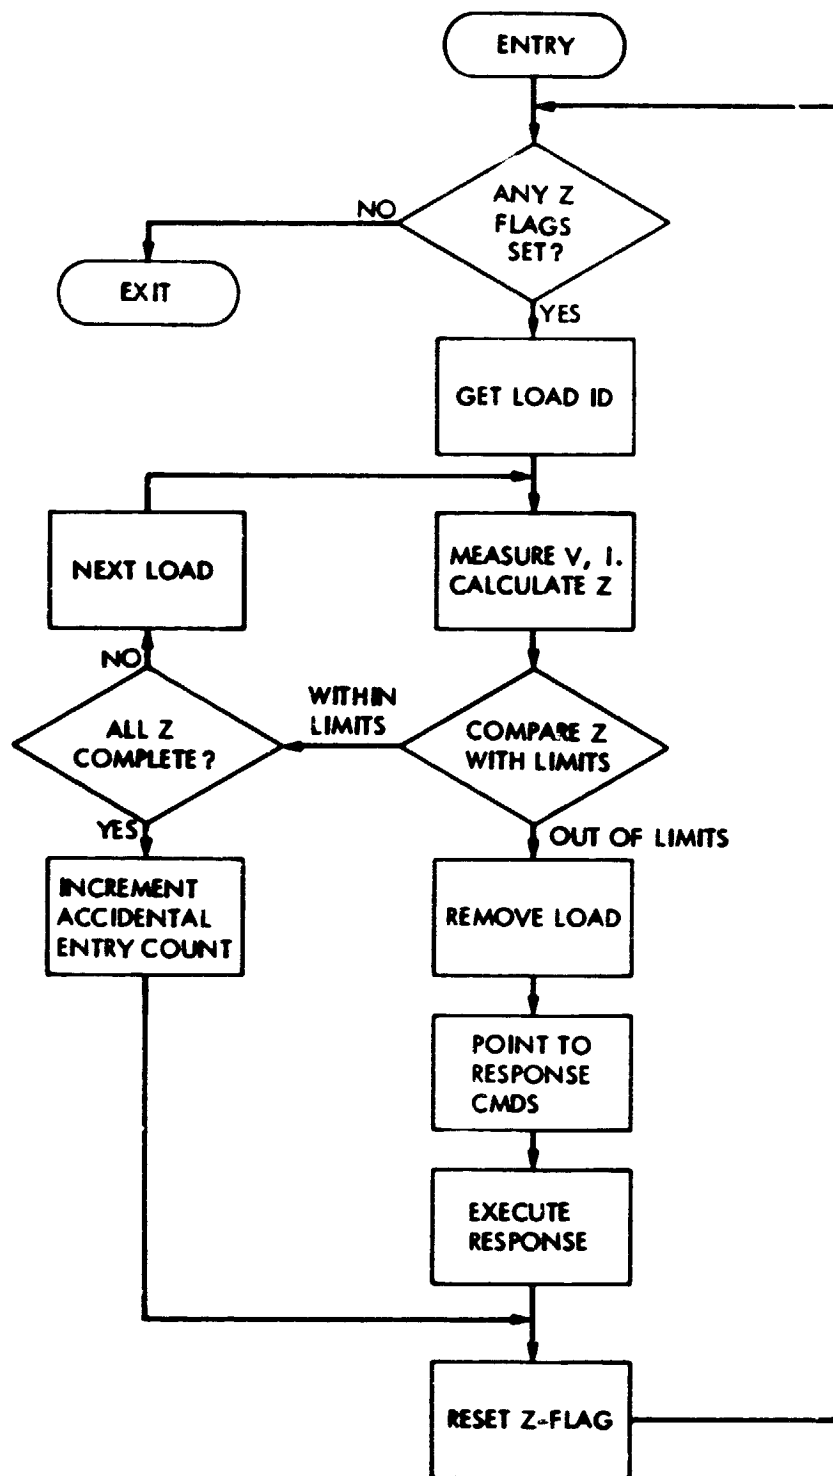 ENTRY
ANY Z
FLAGS
SET?
NO
EXIT
YES
GET LOAD ID
NEXT LOAD
MEASURE V, I.
CALCULATE Z
NO
WITHIN
LIMITS
ALL Z
COMPLETE?
COMPARE Z
WITH LIMITS
YES
OUT OF LIMITS
INCREMENT
ACCIDENTAL
ENTRY COUNT
REMOVE LOAD
POINT TO
RESPONSE
CMDS
EXECUTE
RESPONSE
RESET Z-FLAG